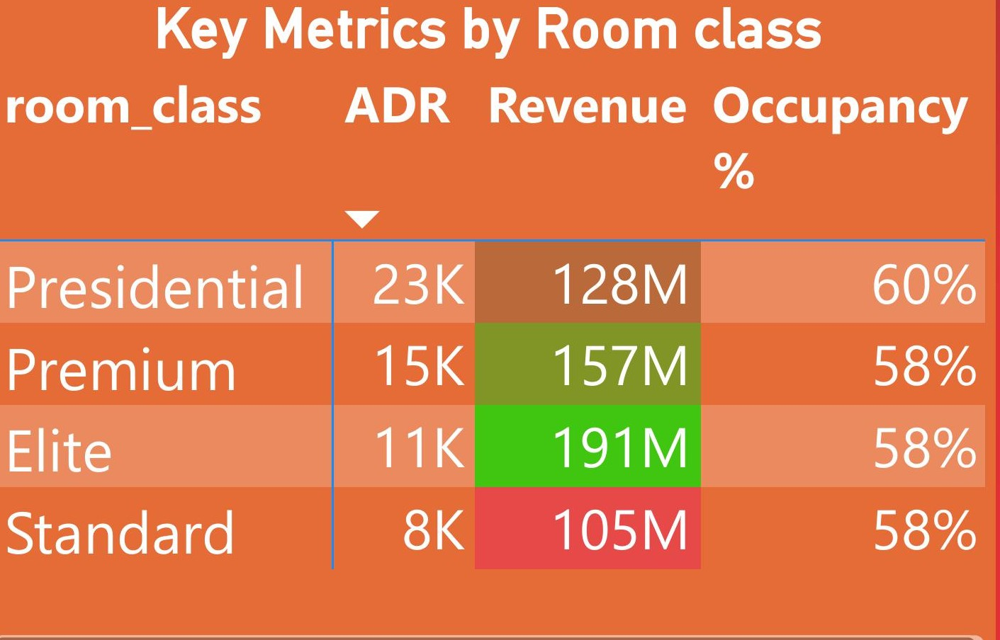 Key Metrics by Room class
room_class ADR Revenue Occupancy
%
Presidential 23K 128M 60%
Premium 15K 157M 58%
Elite 11K 191M 58%
Standard 8K 105M 58%